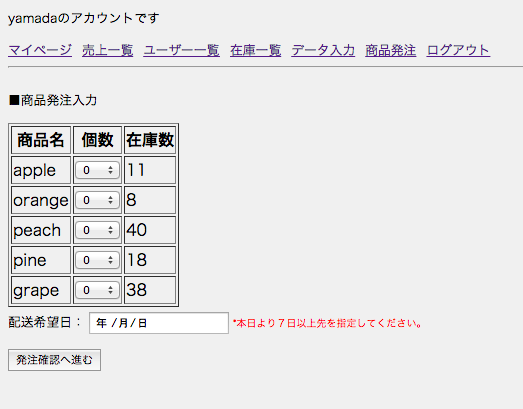 yamadaのアカウントです
マイページ 売上一覧 ユーザー一覧 在庫一覧 データ入力 商品発注 ログアウト
■商品発注入力
商品名 個数 在庫数
apple 0 11
orange 0 8
peach 0 40
pine 0 18
grape 0 38
配送希望日： 年 /月/日 *本日より７日以上先を指定してください。
発注確認へ進む